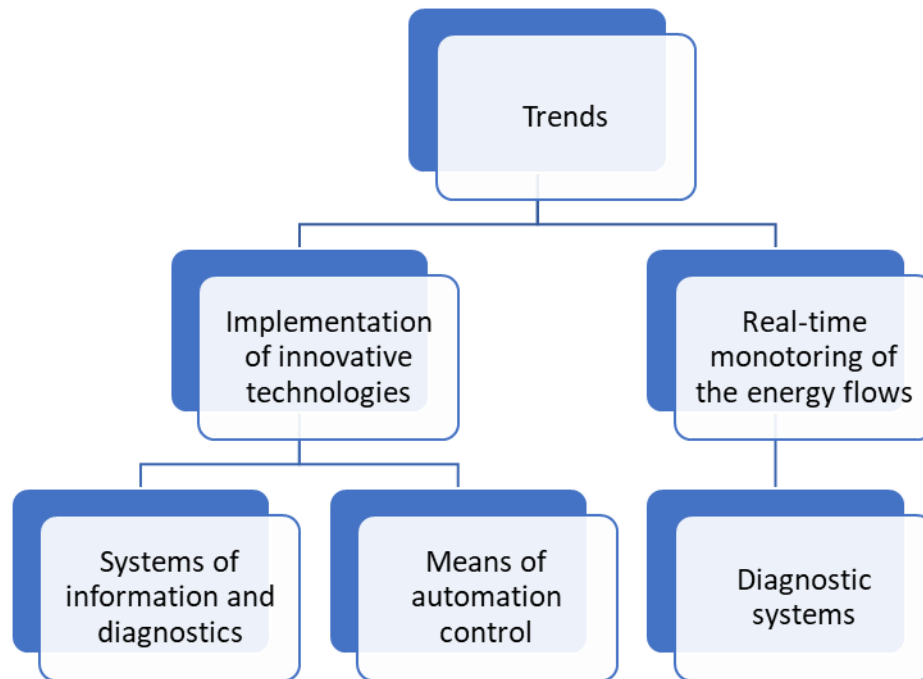 Trends
Implementation
of innovative
technologies
Real-time
monotoring of
the energy flows
Systems of
information and
diagnostics
Means of
automation
control
Diagnostic
systems